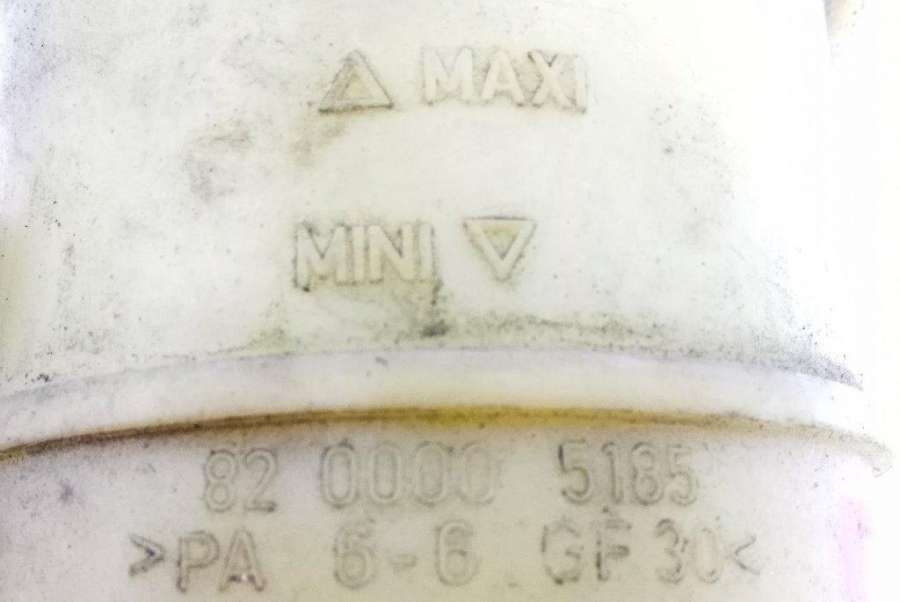 △ MAXI
MINI ▽
82 0000 5185
>PA 6-6 GF 30<